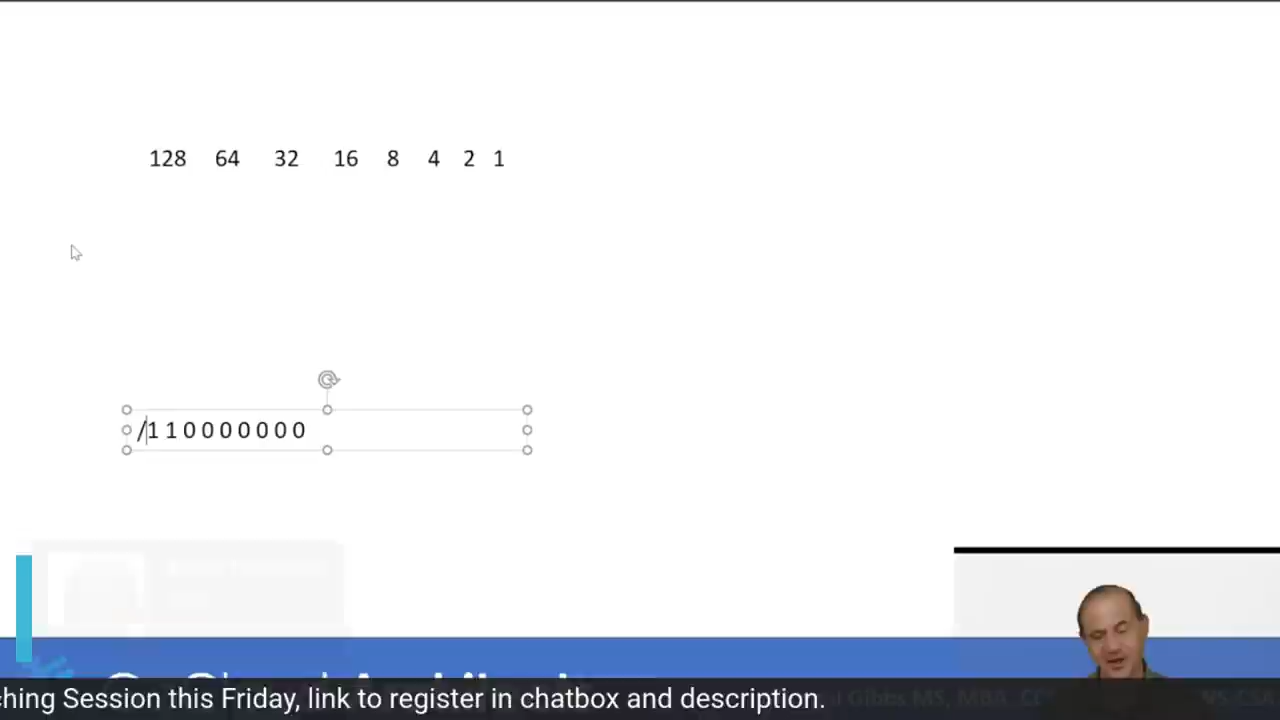 128 64 32 16 8 4 2 1
/1 1 0 0 0 0 0 0 0
ching Session this Friday, link to register in chatbox and description.